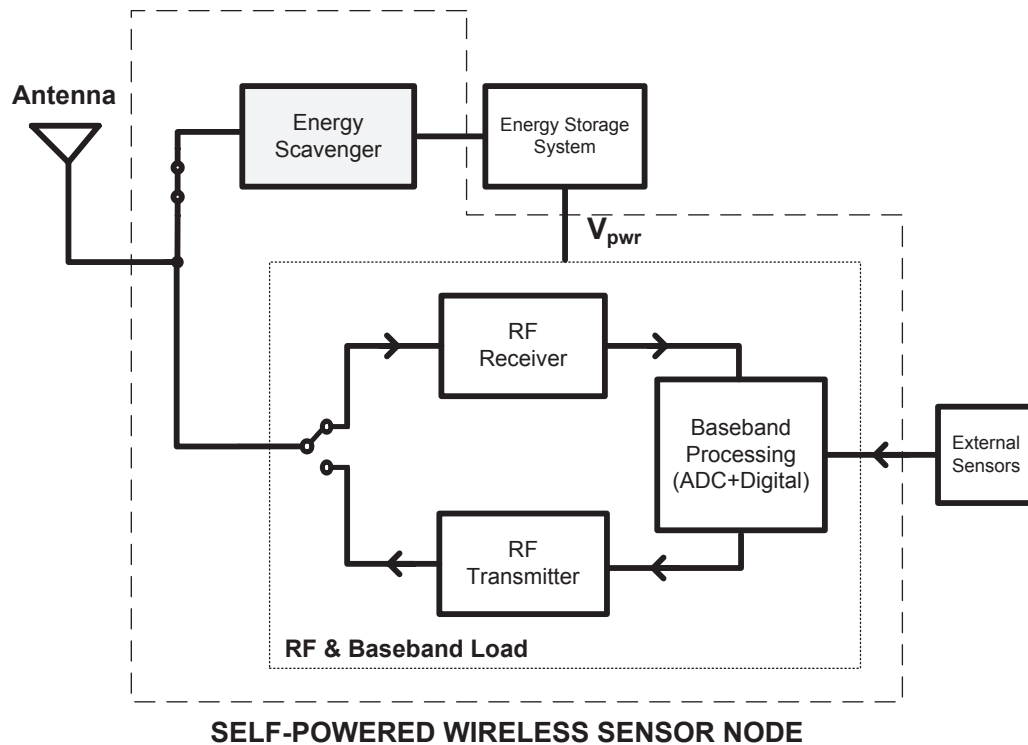 Antenna
Energy
Scavenger
Energy Storage
System
Vpwr
RF
Receiver
Baseband
Processing
(ADC+Digital)
External
Sensors
RF
Transmitter
RF & Baseband Load
SELF-POWERED WIRELESS SENSOR NODE